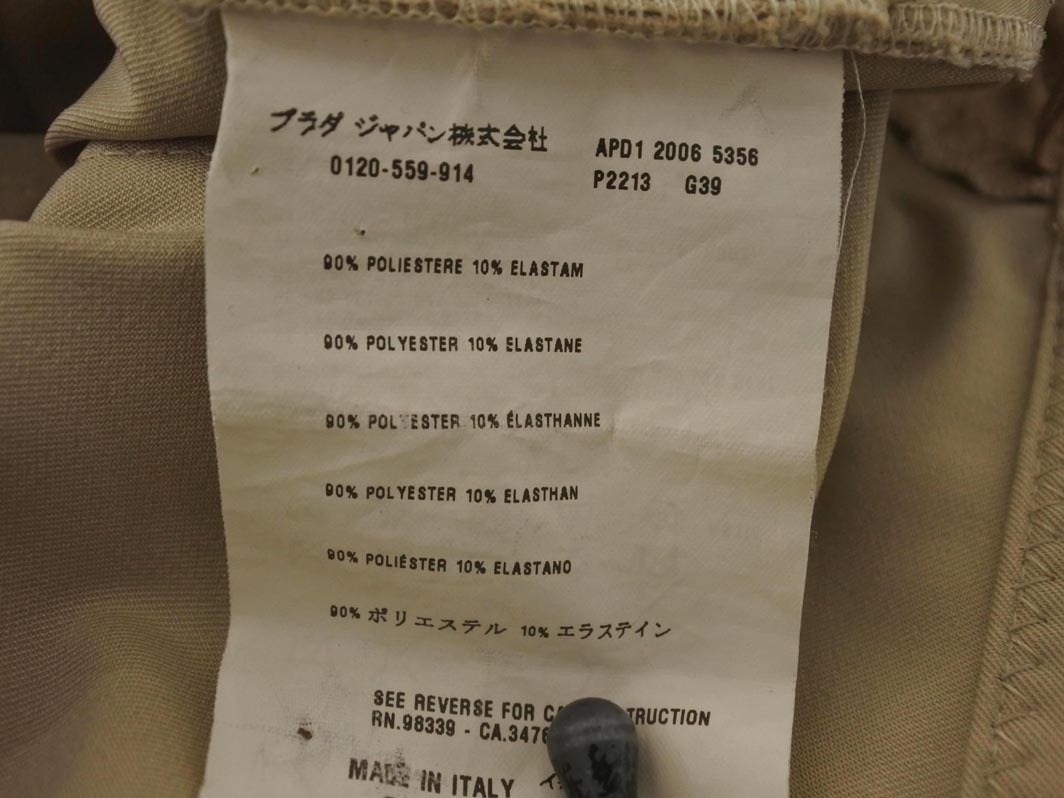 プラダ ジャパン株式会社
0120-559-914
APD1 2006 5356
P2213 G39
90% POLIESTERE 10% ELASTAM
90% POLYESTER 10% ELASTANE
90% POLYESTER 10% ÉLASTHANNE
90% POLYESTER 10% ELASTHAN
90% POLIÉSTER 10% ELASTANO
90% ポリエステル 10% エラステイン
SEE REVERSE FOR
RN.98339 -
MADE IN ITALY